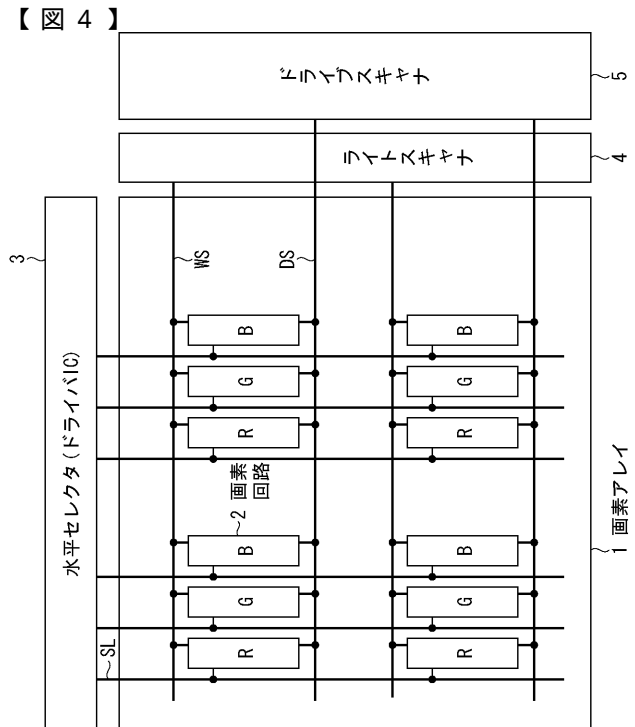 【図４】
ドライブスキャナ
5
ライトスキャナ
4
3
水平セレクタ(ドライバIC)
WS
DS
B
B
G
G
R
R
画素
回路
2
B
B
G
G
R
R
SL
1 画素アレイ